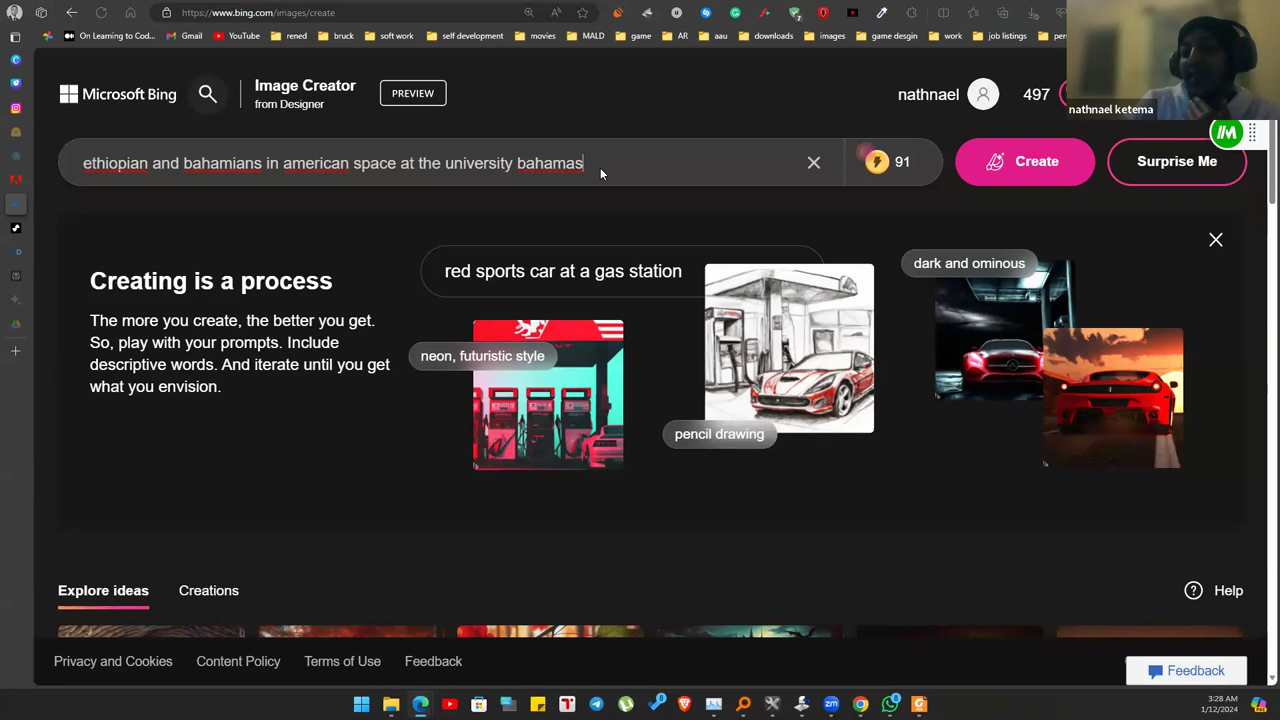 https://www.bing.com/images/create
On Learning to Cod...
Gmail
YouTube
rened
bruck
soft work
self development
movies
MALD
game
AR
aau
downloads
images
game desgin
work
job listings
Microsoft Bing
Image Creator
from Designer
PREVIEW
nathnael
497
nathnael ketema
ethiopian and bahamians in american space at the university bahamas
91
Create
Surprise Me
Creating is a process
The more you create, the better you get.
So, play with your prompts. Include
descriptive words. And iterate until you get
what you envision.
red sports car at a gas station
neon, futuristic style
pencil drawing
dark and ominous
Explore ideas
Creations
Help
Privacy and Cookies
Content Policy
Terms of Use
Feedback
Feedback
3:28 AM
1/12/2024